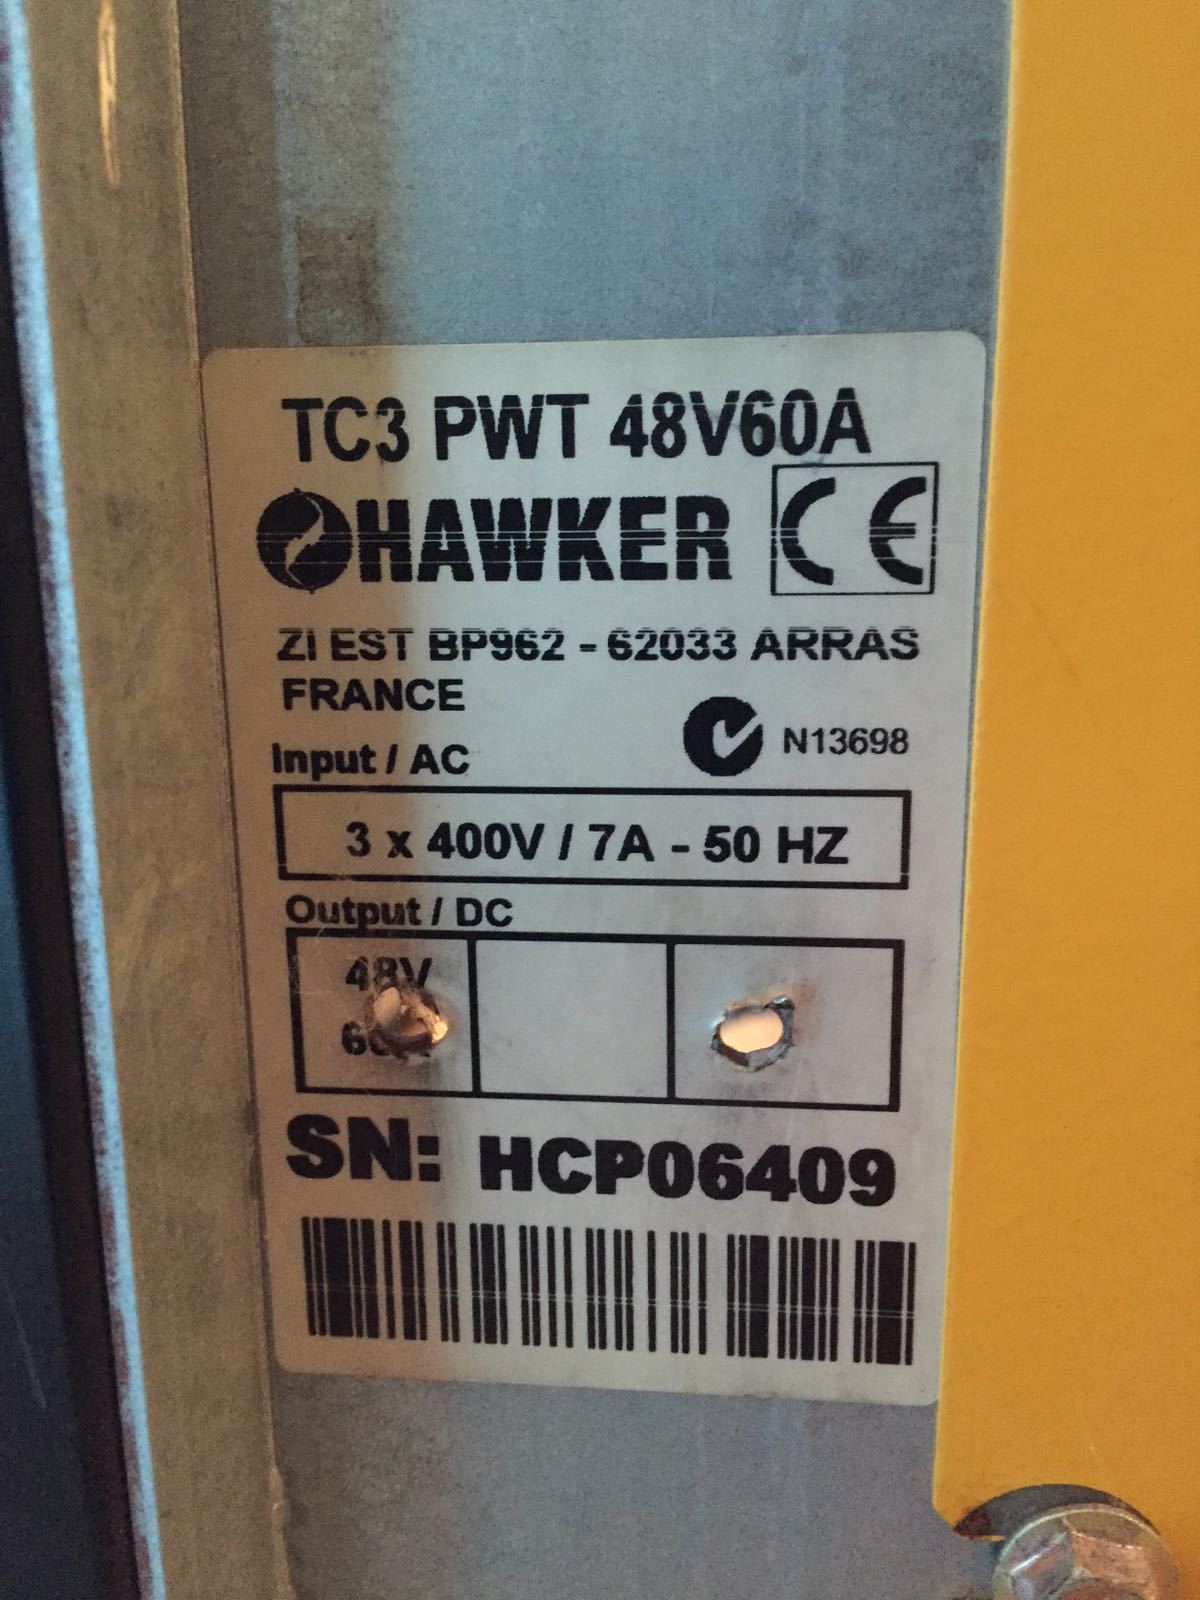 TC3 PWT 48V60A
HAWKER CE
ZI EST BP962 - 62033 ARRAS
FRANCE
N13698
Input / AC
3 x 400V / 7A - 50 HZ
Output / DC
48V
SN: HCP06409